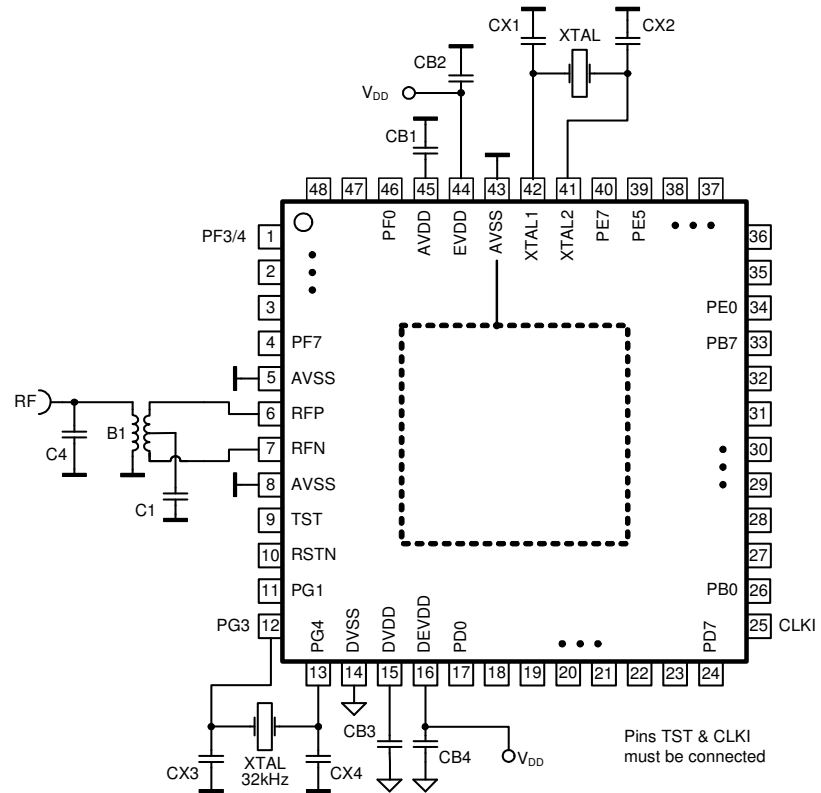 CX1
XTAL
CX2
CB2
VDD
CB1
48 47 46 45 44 43 42 41 40 39 38 37
PF0 AVDD EVDD AVSS XTAL1 XTAL2 PE7 PE5
PF3/4 1
2
3
4 PF7
5 AVSS
6 RFP
7 RFN
8 AVSS
9 TST
10 RSTN
11 PG1
PG3 12
RF
C4
B1
C1
36
35
PE0 34
PB7 33
32
31
30
29
28
27
PB0 26
25 CLKI
PG4 DVSS DVDD DEVDD PD0 PD7
13 14 15 16 17 18 19 20 21 22 23 24
CX3
XTAL
32kHz
CX4
CB3
CB4
VDD
Pins TST & CLKI
must be connected